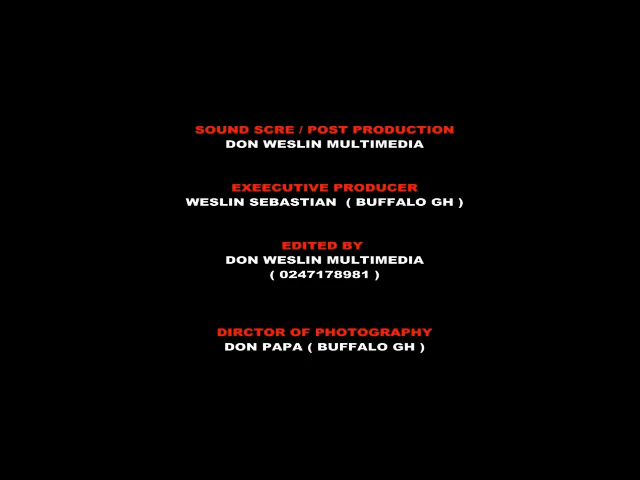 SOUND SCRE / POST PRODUCTION
DON WESLIN MULTIMEDIA
EXEECUTIVE PRODUCER
WESLIN SEBASTIAN ( BUFFALO GH )
EDITED BY
DON WESLIN MULTIMEDIA
( 0247178981 )
DIRCTOR OF PHOTOGRAPHY
DON PAPA ( BUFFALO GH )